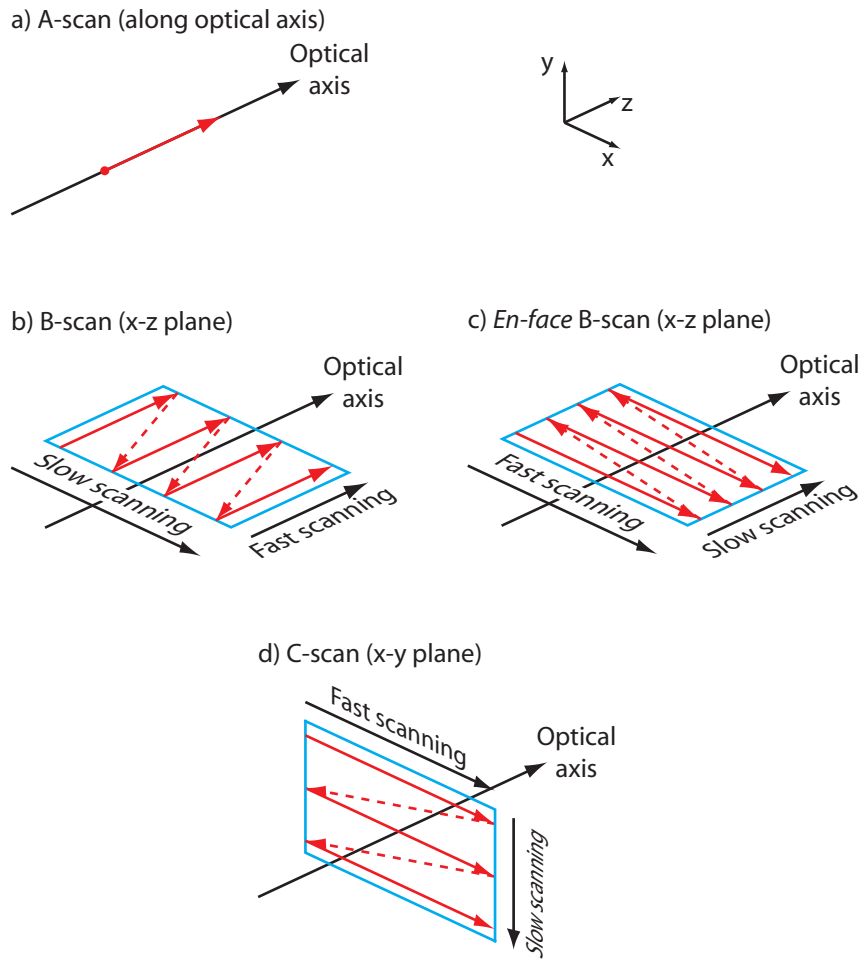 a) A-scan (along optical axis)
Optical
axis
y
z
x
b) B-scan (x-z plane)
Optical
axis
Slow scanning
Fast scanning
c) En-face B-scan (x-z plane)
Optical
axis
Fast scanning
Slow scanning
d) C-scan (x-y plane)
Fast scanning
Optical
axis
Slow scanning